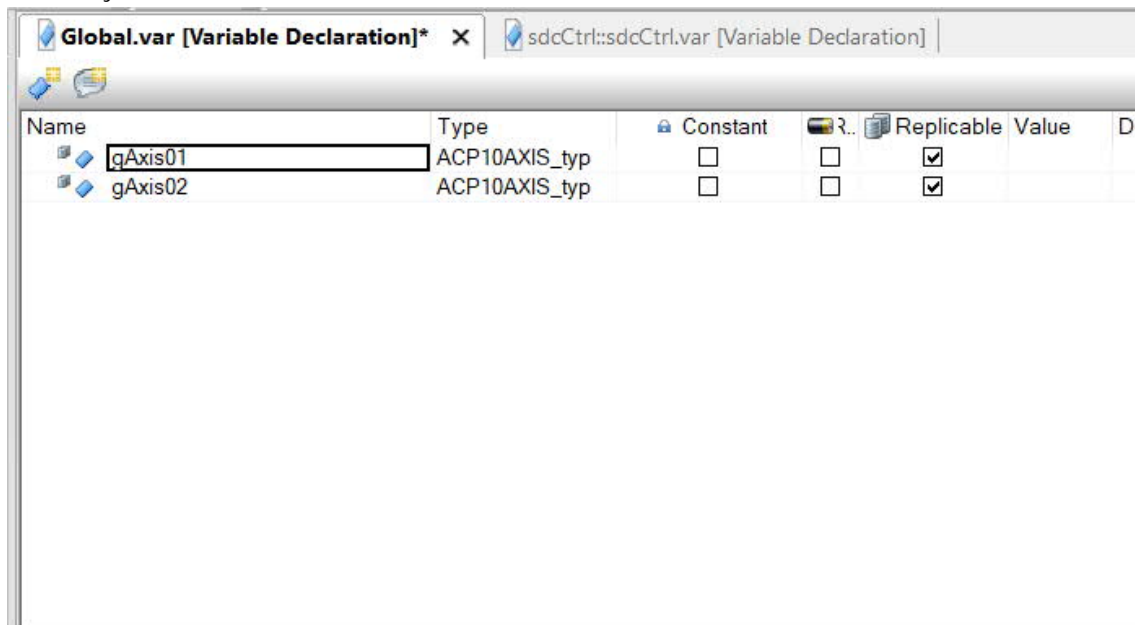 Global.var [Variable Declaration]* sdcCtrl::sdcCtrl.var [Variable Declaration]
Name Type Constant R.. Replicable Value D
gAxis01 ACP10AXIS_typ
gAxis02 ACP10AXIS_typ